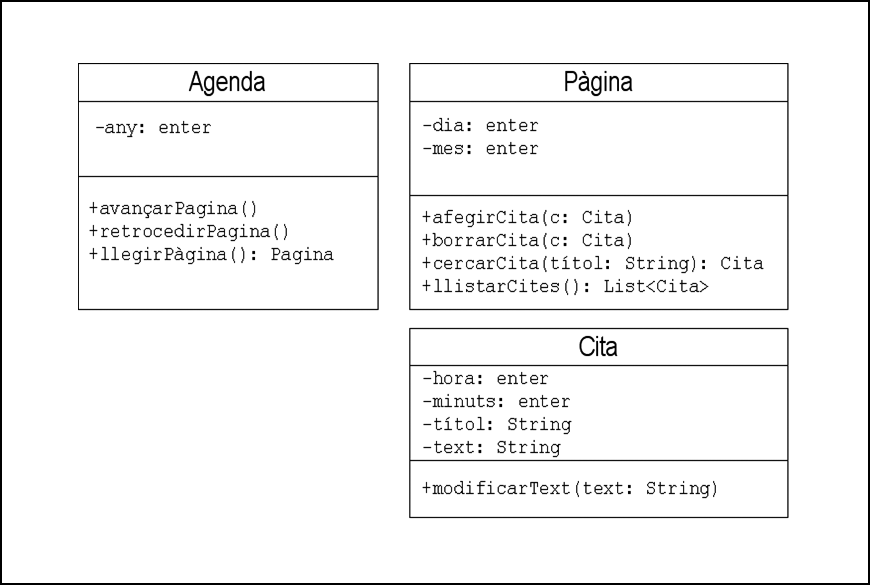 Agenda
-any: enter
+avançarPagina()
+retrocedirPagina()
+llegirPàgina(): Pagina
Pàgina
-dia: enter
-mes: enter
+afegirCita(c: Cita)
+borrarCita(c: Cita)
+cercarCita(títol: String): Cita
+llistarCites(): List<Cita>
Cita
-hora: enter
-minuts: enter
-títol: String
-text: String
+modificarText(text: String)